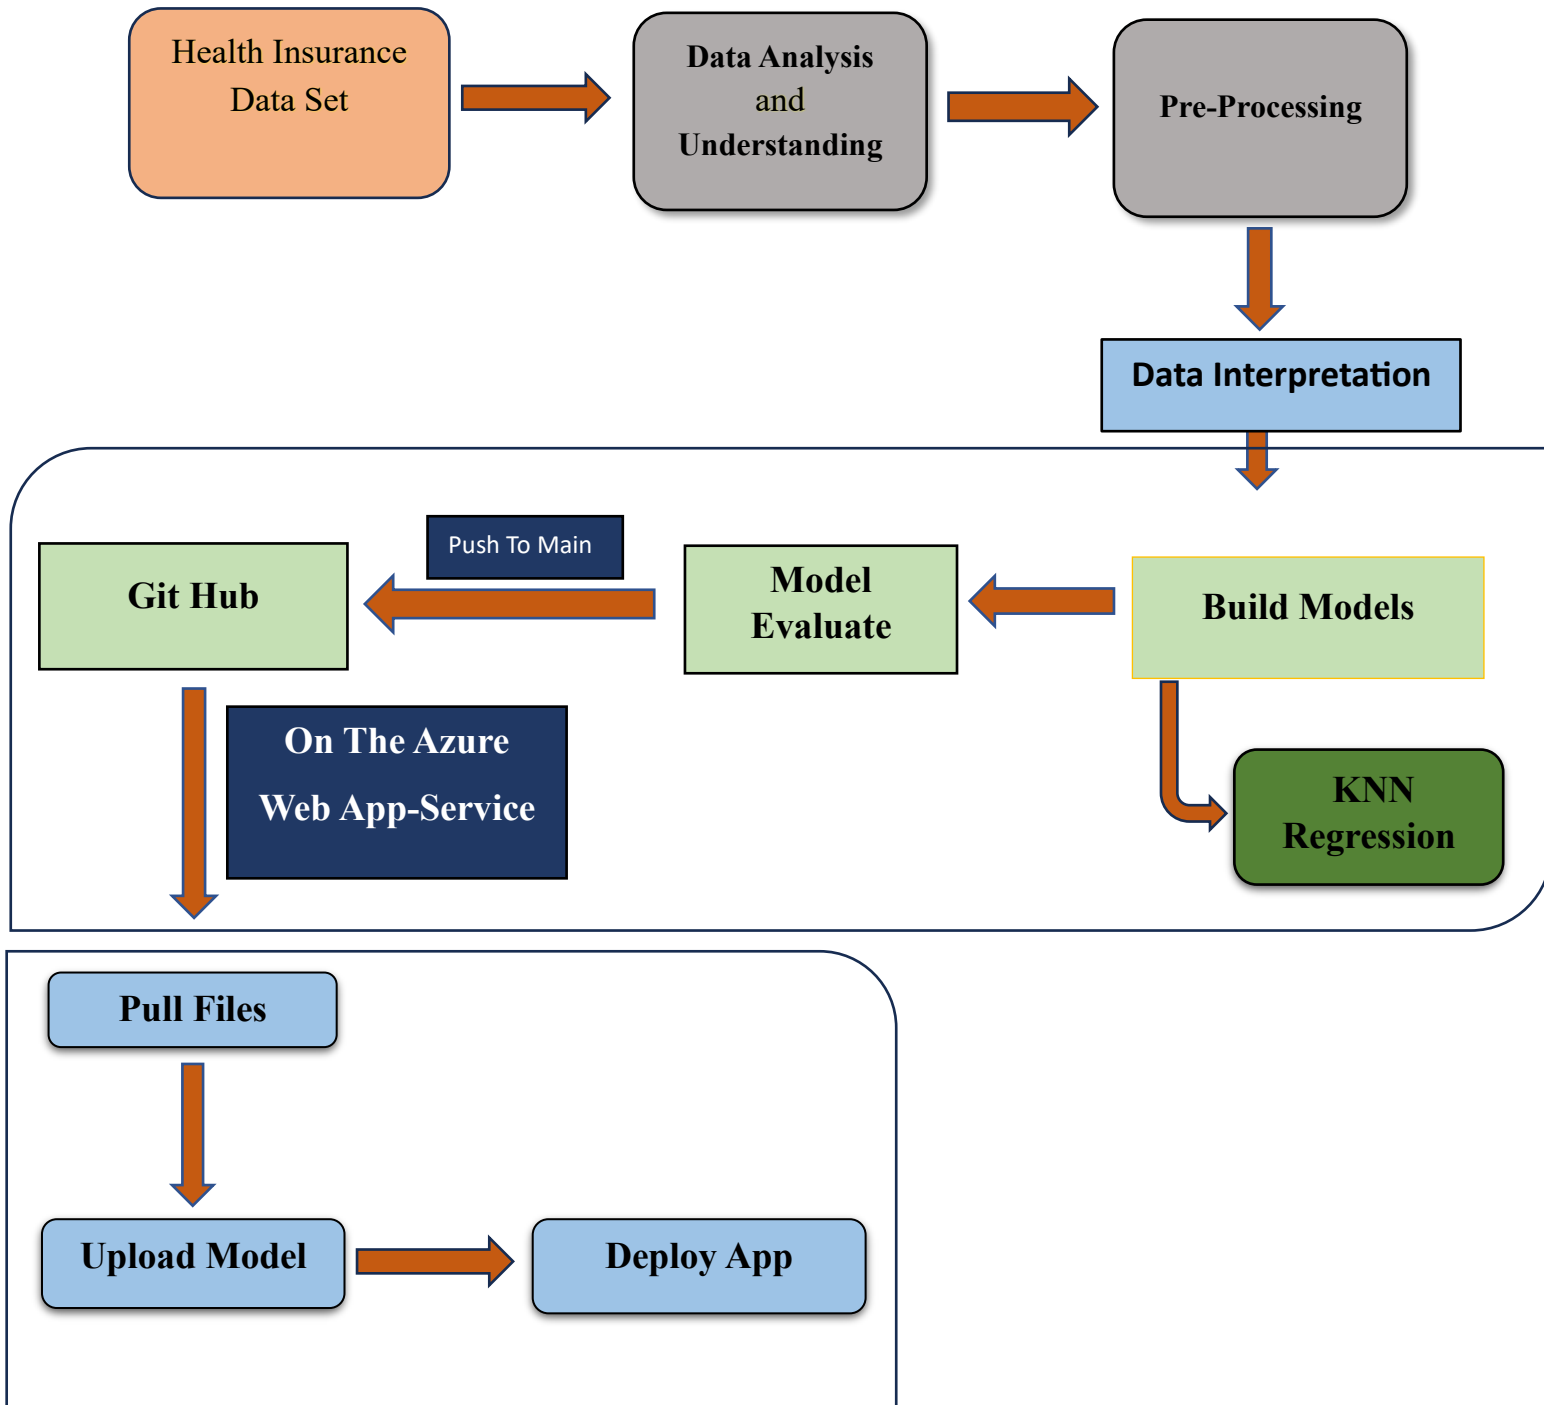 Health Insurance
Data Set
Data Analysis
and
Understanding
Pre-Processing
Data Interpretation
Push To Main
Git Hub
Model
Evaluate
Build Models
On The Azure
Web App-Service
KNN
Regression
Pull Files
Upload Model
Deploy App